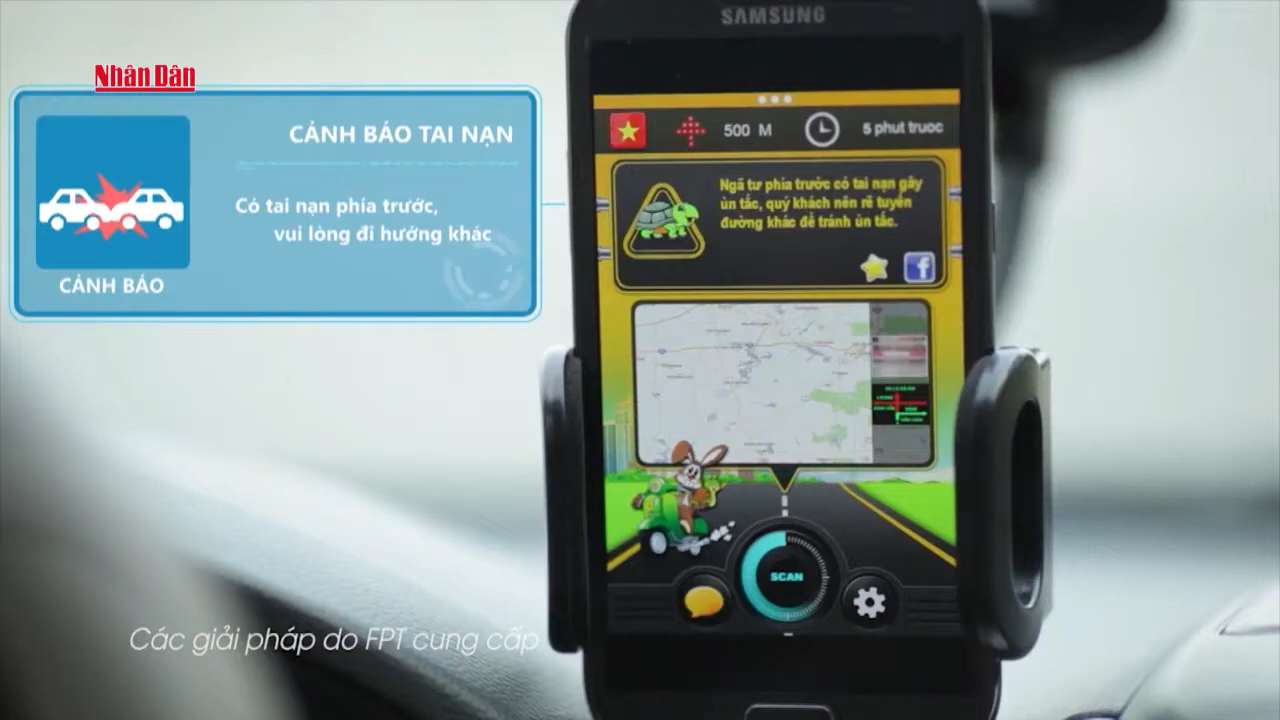 Nhân Dân
CẢNH BÁO TAI NẠN
Có tai nạn phía trước,
vui lòng đi hướng khác
CẢNH BÁO
SAMSUNG
500 M
5 phut truoc
Ngã tư phía trước có tai nạn gây
ùn tắc, quý khách nên rẽ tuyến
đường khác để tránh ùn tắc.
f
SCAN
Các giải pháp do FPT cung cấp